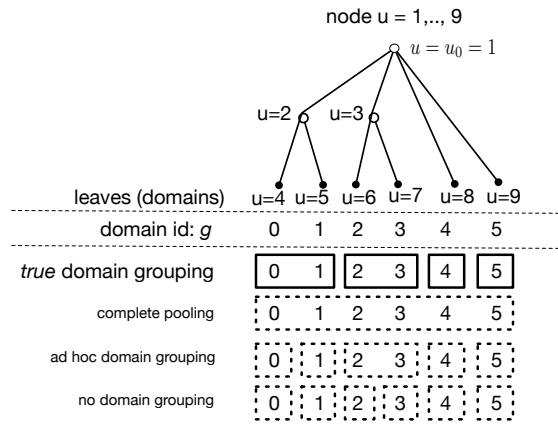 node u = 1,.., 9
u = u₀ = 1
u=2 u=3
leaves (domains) u=4 u=5 u=6 u=7 u=8 u=9
domain id: g 0 1 2 3 4 5
true domain grouping 0 1 2 3 4 5
complete pooling 0 1 2 3 4 5
ad hoc domain grouping 0 1 2 3 4 5
no domain grouping 0 1 2 3 4 5